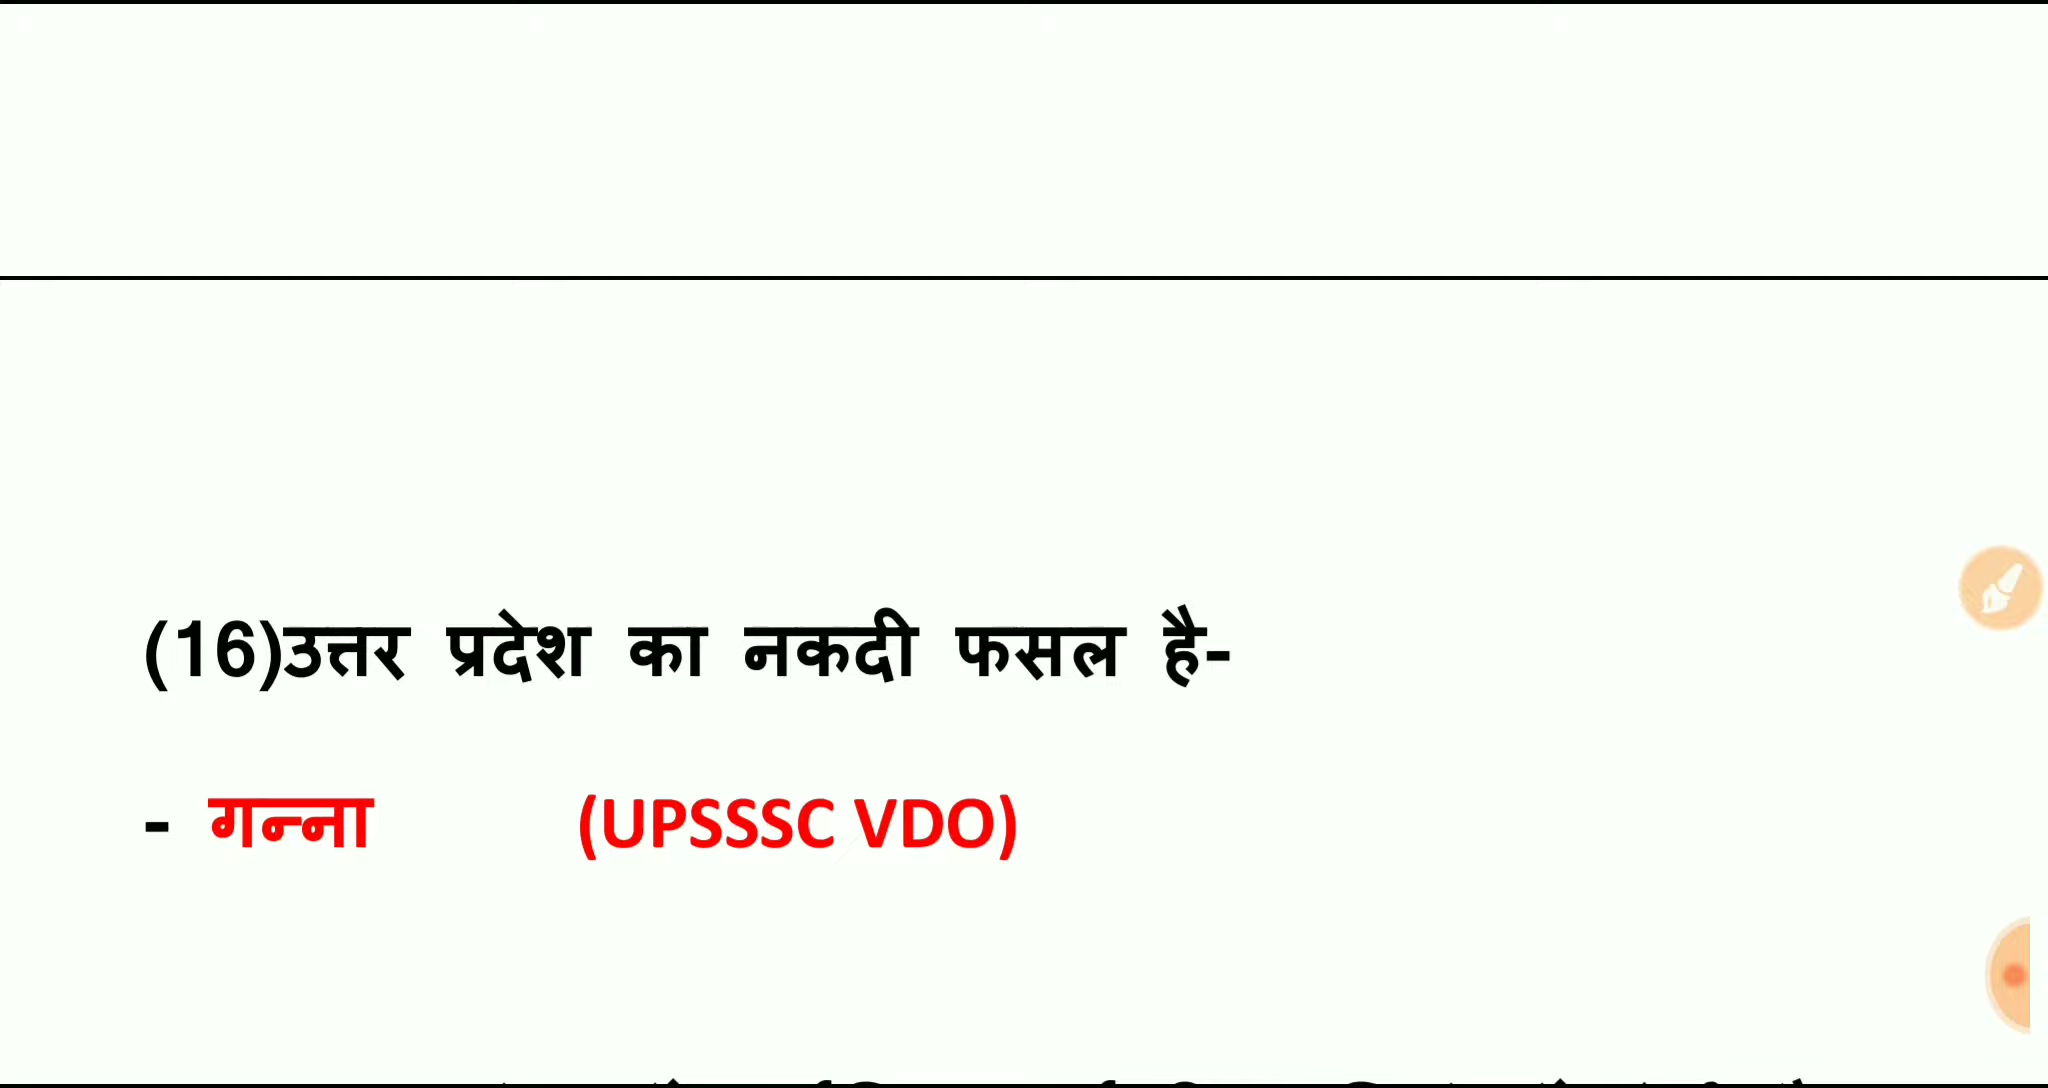 (16)उत्तर प्रदेश का नकदी फसल है-
- गन्ना (UPSSSC VDO)